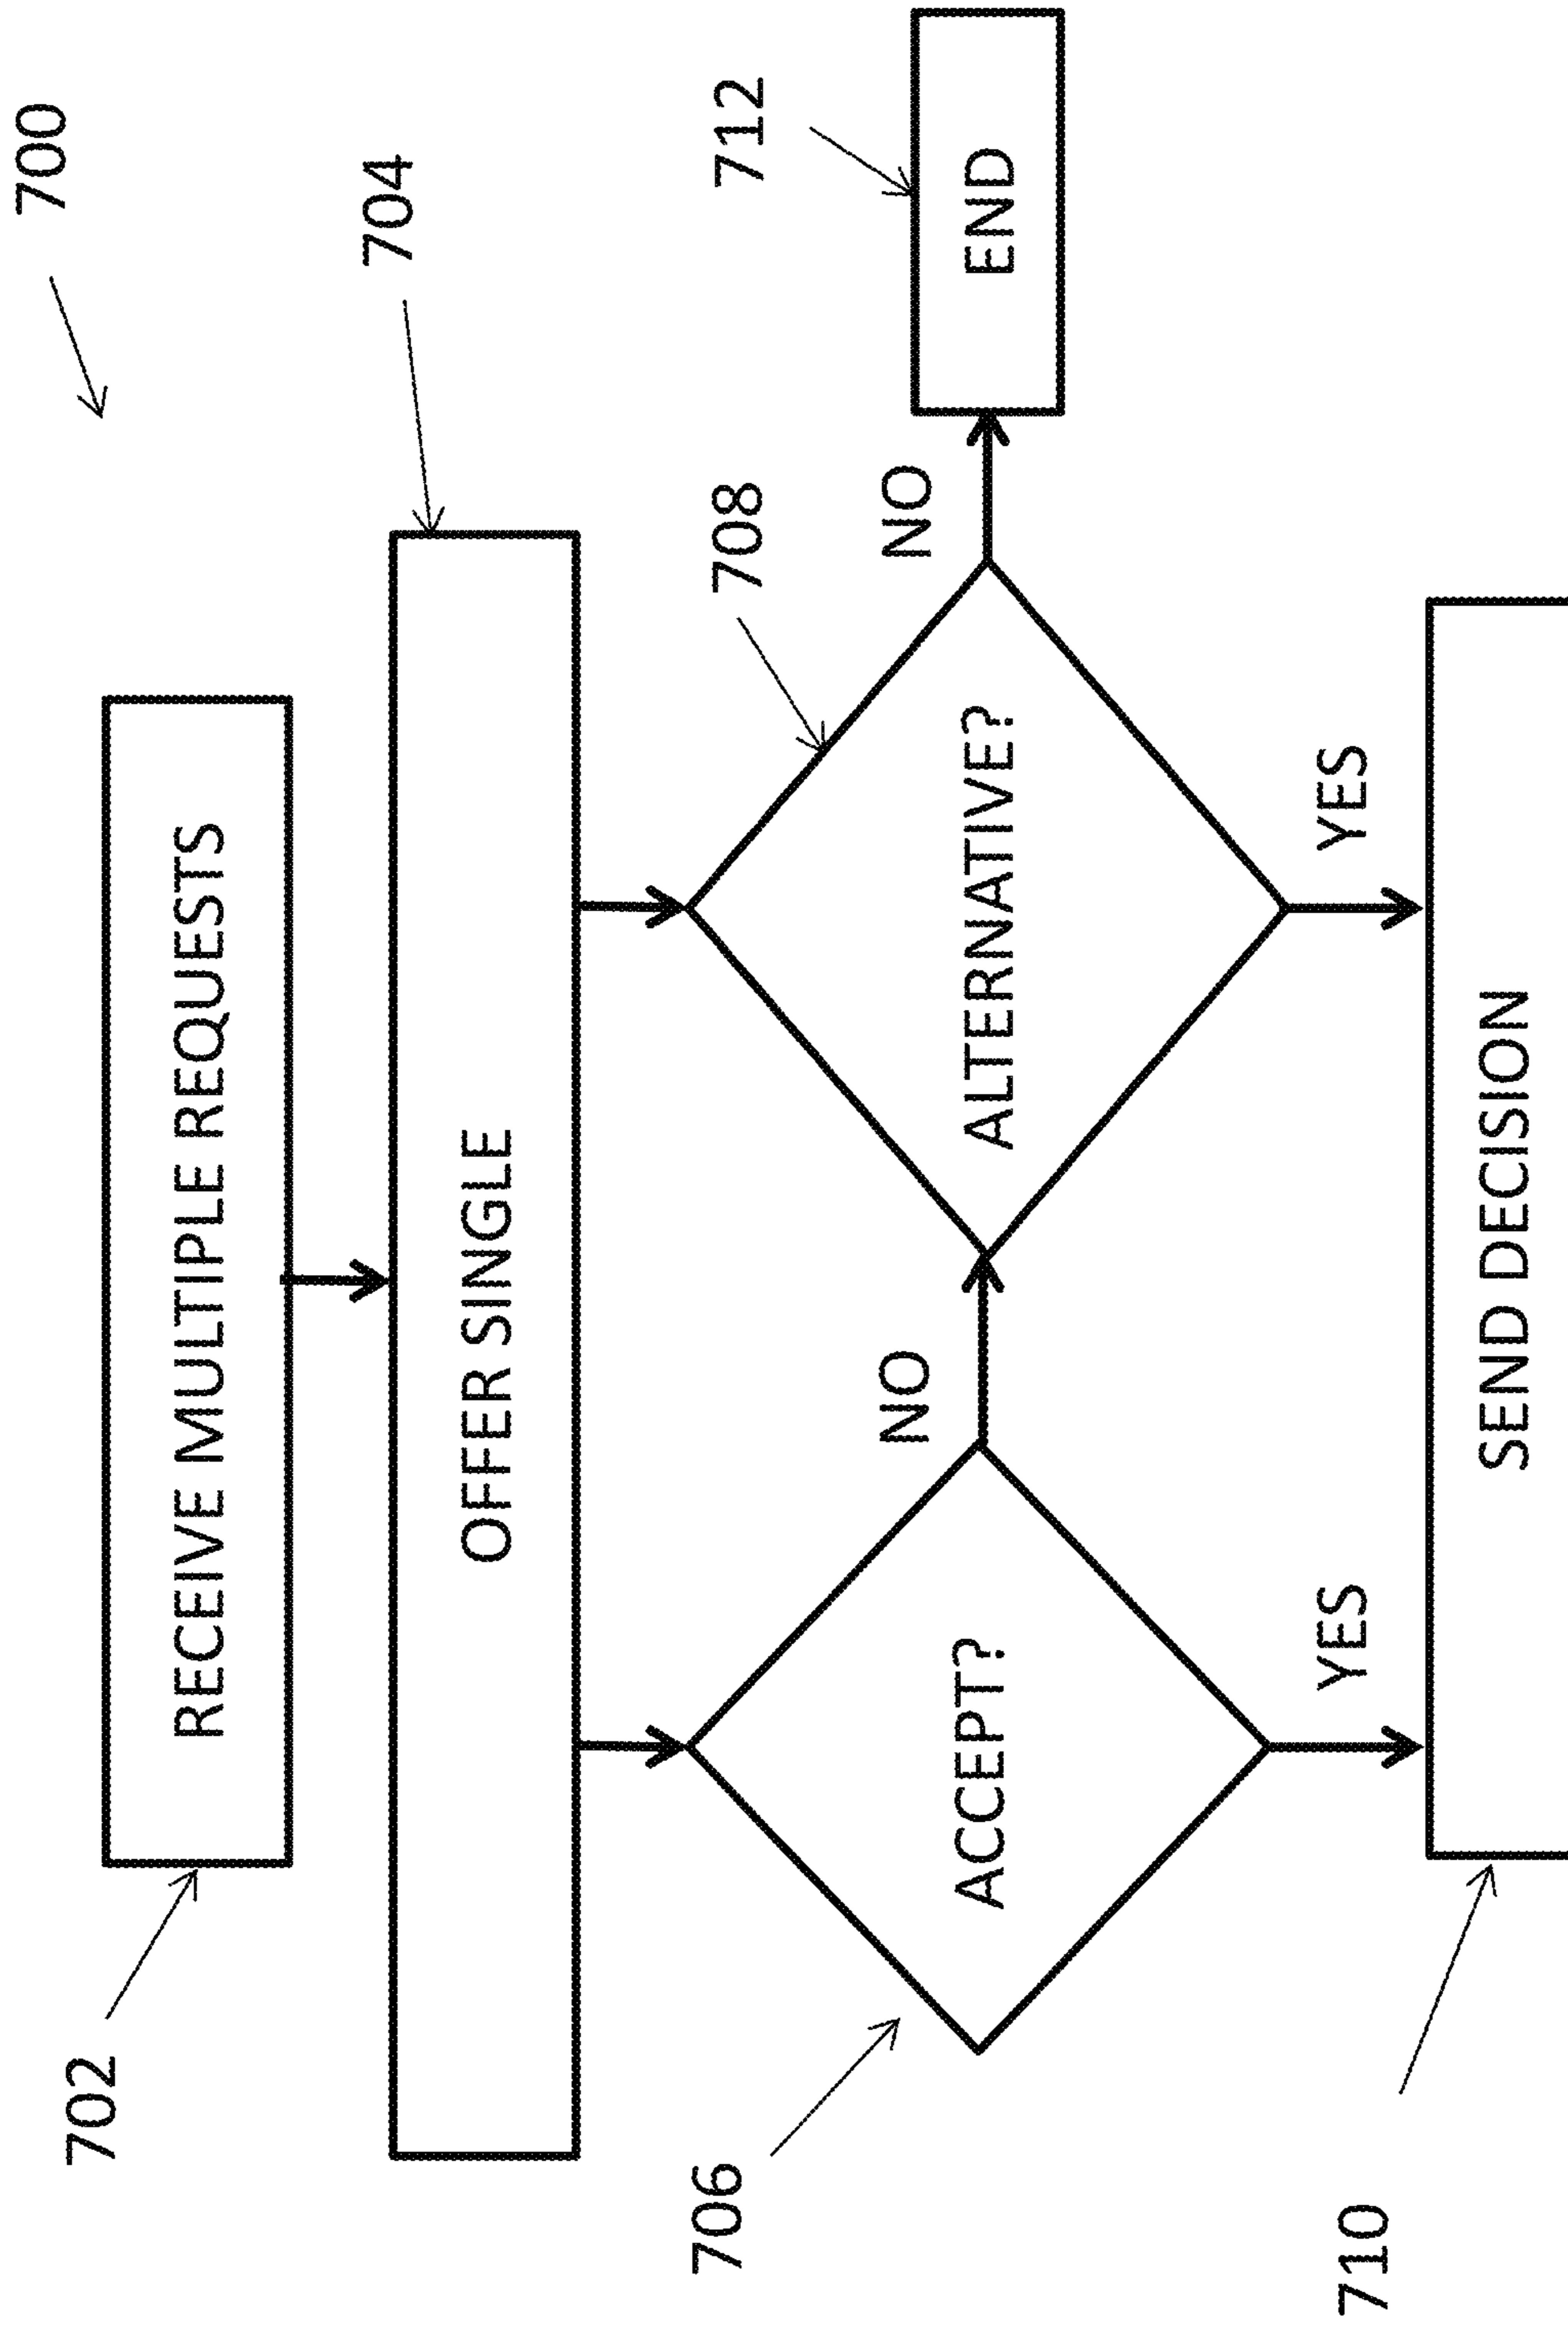 700
702
RECEIVE MULTIPLE REQUESTS
704
OFFER SINGLE
706
ACCEPT?
NO
708
ALTERNATIVE?
NO
712
END
YES
YES
710
SEND DECISION